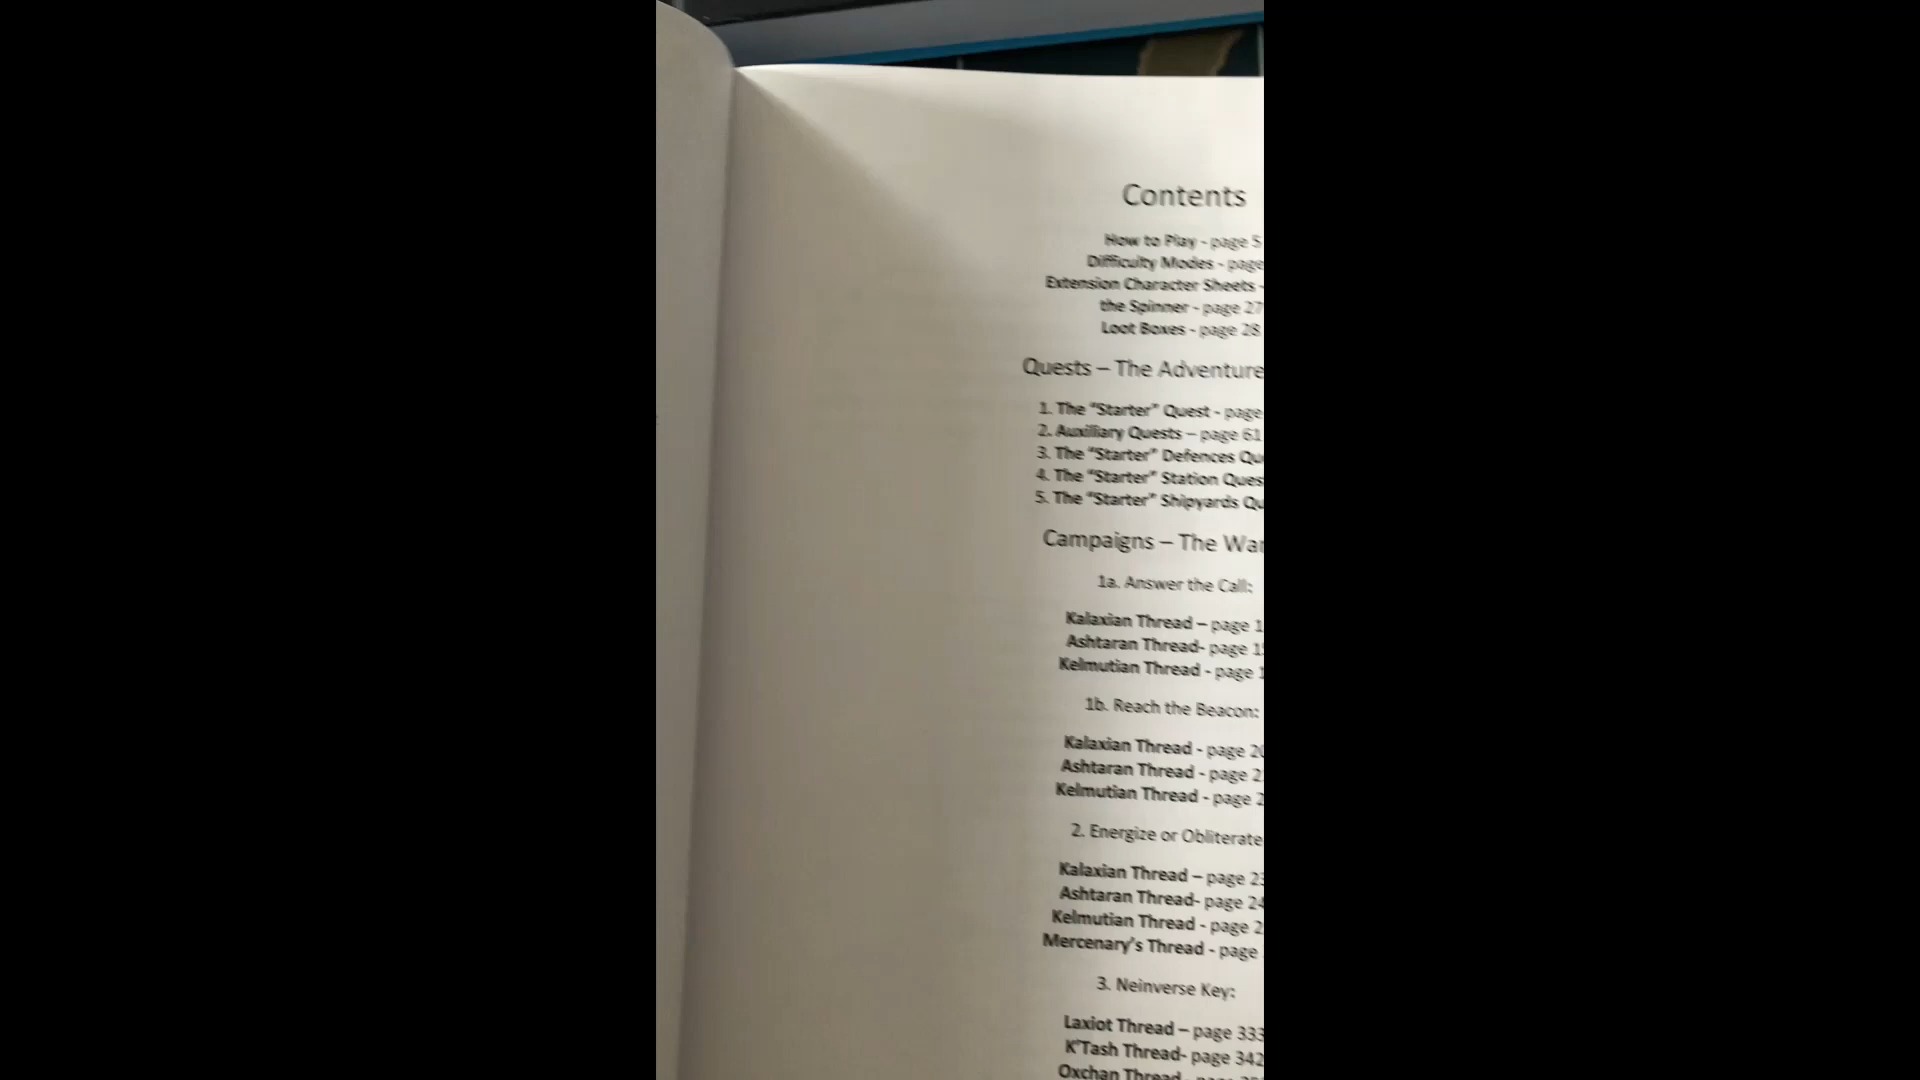 Contents
How to Play - page 5
Difficulty Modes - page
Extension Character Sheets -
the Spinner - page 27
Loot Boxes - page 28
Quests – The Adventure
1. The "Starter" Quest - page
2. Auxiliary Quests – page 61
3. The "Starter" Defences
4. The "Starter" Station
5. The "Starter" Shipyards
Campaigns – The
1a. Answer the Call:
Kalaxian Thread – page
Ashtaran Thread- page
Kelmutian Thread - page
1b. Reach the Beacon:
Kalaxian Thread - page
Ashtaran Thread - page
Kelmutian Thread - page
2. Energize or Obliterate
Kalaxian Thread – page
Ashtaran Thread- page
Kelmutian Thread - page
Mercenary's Thread - page
3. Neinverse Key:
Laxiot Thread – page 333
K'Tash Thread- page 342
Oxchan Thread